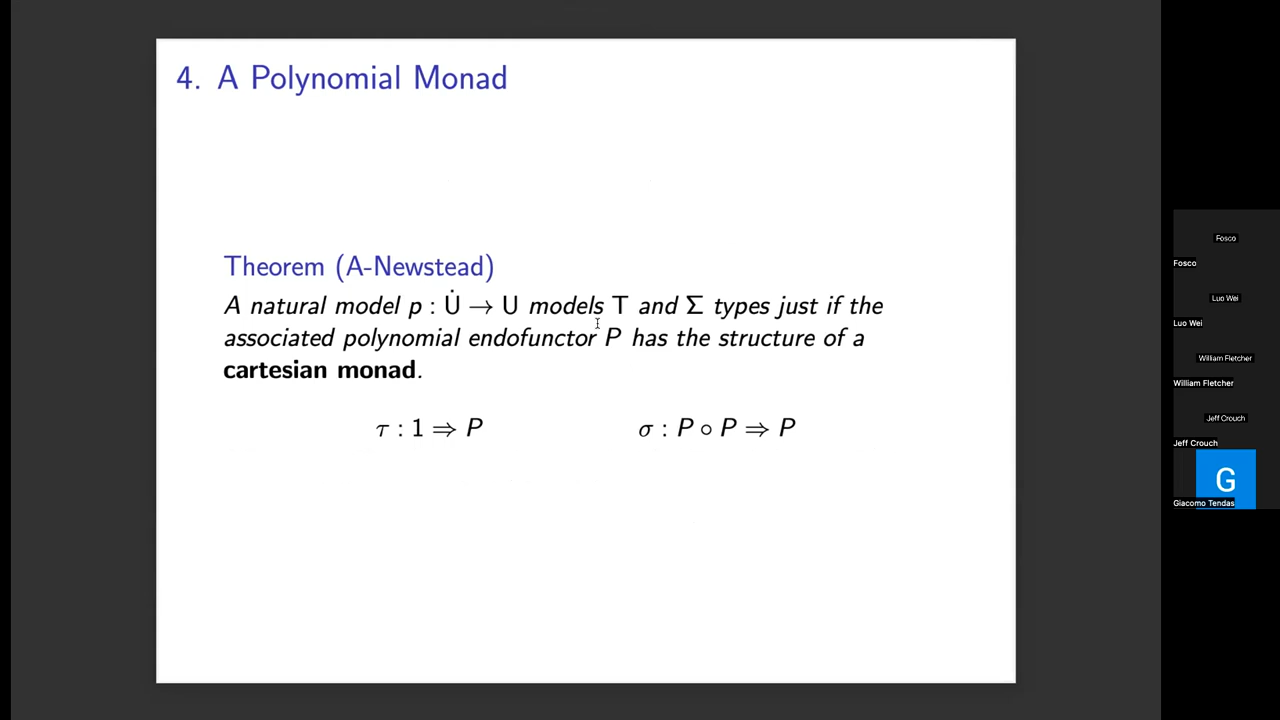 4. A Polynomial Monad
Theorem (A-Newstead)
A natural model p : U̇ → U models T and Σ types just if the
associated polynomial endofunctor P has the structure of a
cartesian monad.
τ : 1 ⇒ P
σ : P ∘ P ⇒ P
Fosco
Fosco
Luo Wei
Luo Wei
William Fletcher
William Fletcher
Jeff Crouch
Jeff Crouch
G
Giacomo Tendas